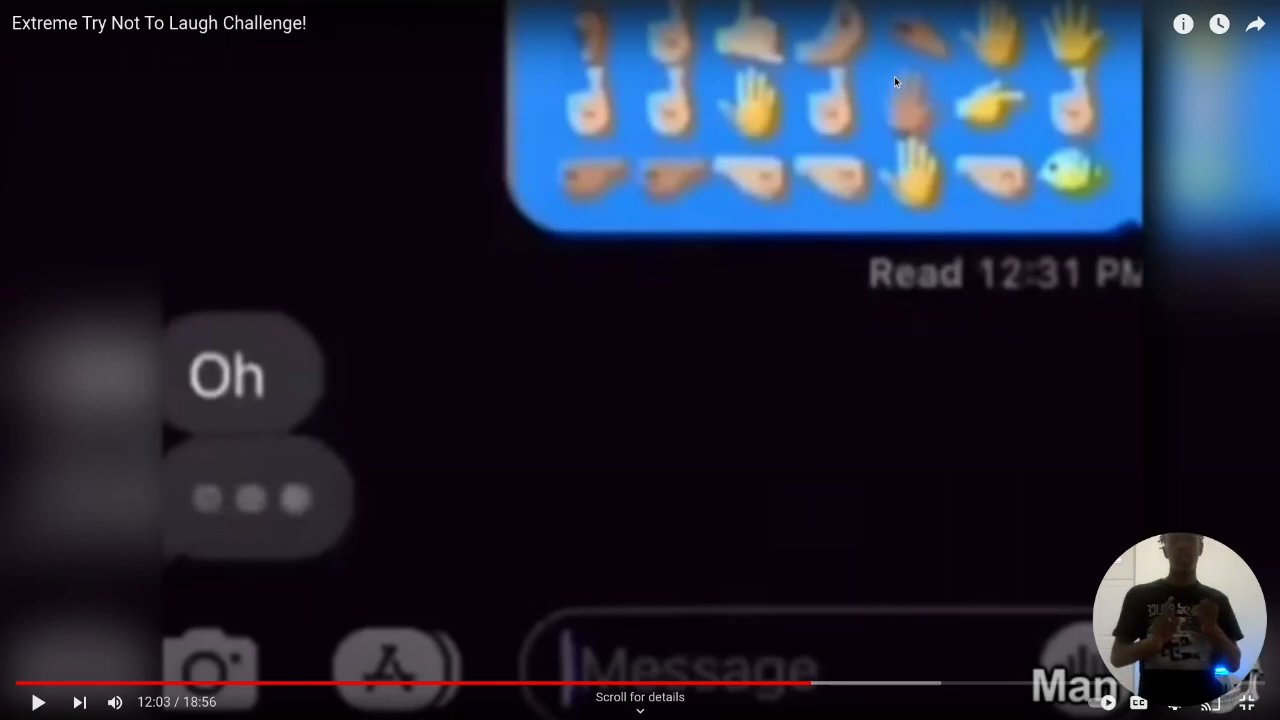 Extreme Try Not To Laugh Challenge!
Read 12:31 PM
Oh
Message
Man
12:03 / 18:56
Scroll for details